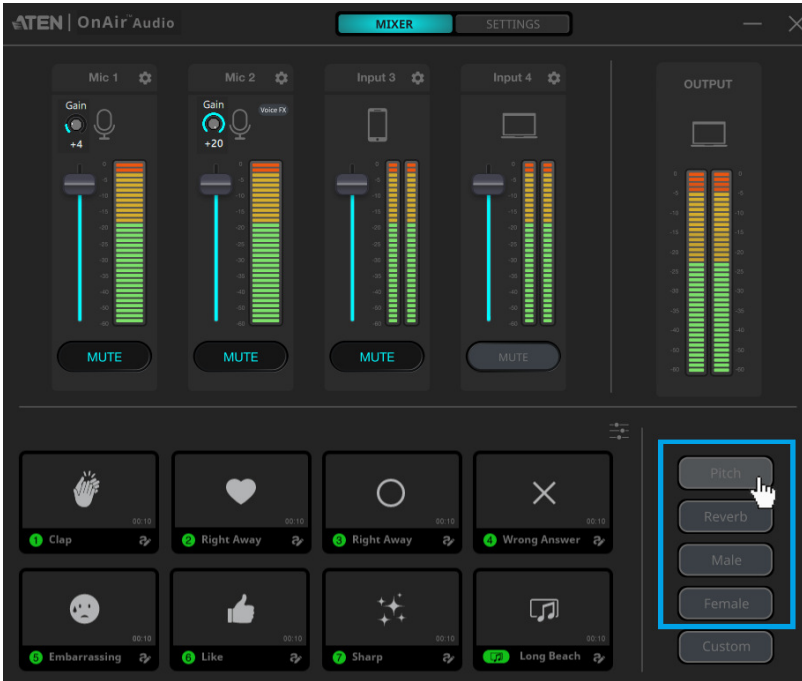 ATEN | OnAir™ Audio
MIXER
SETTINGS
Mic 1
Mic 2
Input 3
Input 4
OUTPUT
Gain
+4
Gain
+20
Voice FX
MUTE
MUTE
MUTE
MUTE
00:10
1 Clap
00:10
2 Right Away
00:10
3 Right Away
00:10
4 Wrong Answer
00:10
5 Embarrassing
00:10
6 Like
00:10
7 Sharp
00:10
Long Beach
Pitch
Reverb
Male
Female
Custom